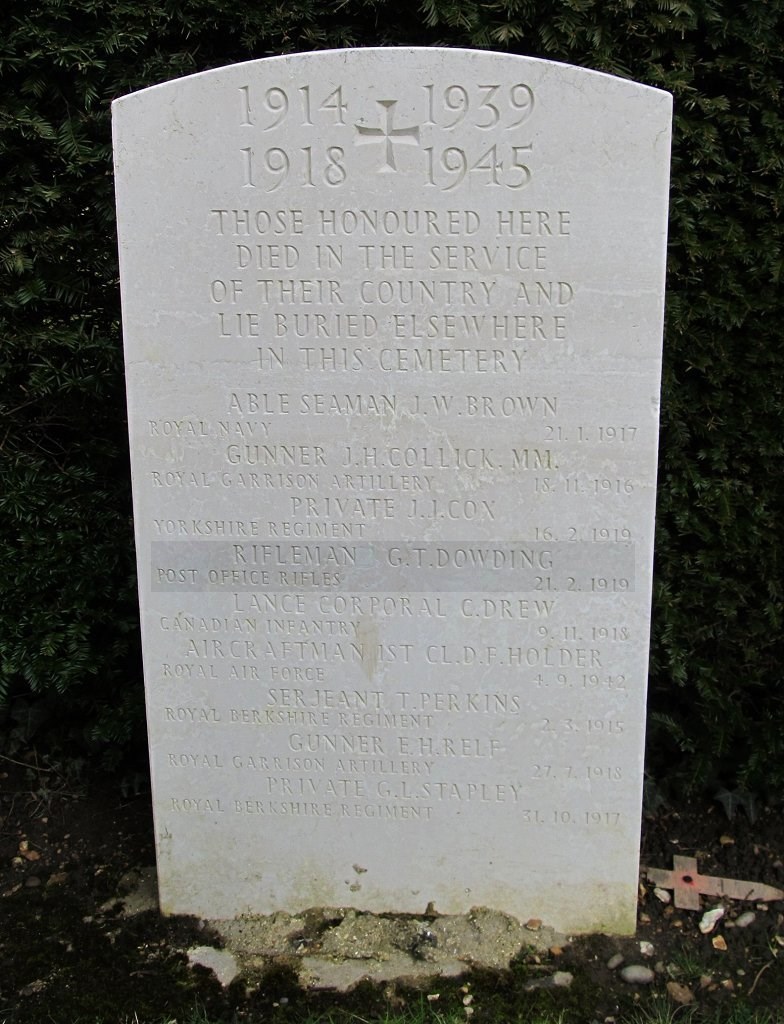 1914 1939
1918 1945
THOSE HONOURED HERE
DIED IN THE SERVICE
OF THEIR COUNTRY AND
LIE BURIED ELSEWHERE
IN THIS CEMETERY
ABLE SEAMAN J.W.BROWN
ROYAL NAVY 21.1.1917
GUNNER J.H.COLLICK. MM.
ROYAL GARRISON ARTILLERY 18.11.1916
PRIVATE J.J.COX
YORKSHIRE REGIMENT 16.2.1919
RIFLEMAN G.T.DOWDING
POST OFFICE RIFLES 21.2.1919
LANCE CORPORAL C.DREW
CANADIAN INFANTRY 9.11.1918
AIRCRAFTMAN 1ST CL.D.F.HOLDER
ROYAL AIR FORCE 4.9.1942
SERJEANT T.PERKINS
ROYAL BERKSHIRE REGIMENT 2.3.1915
GUNNER E.H.RELF
ROYAL GARRISON ARTILLERY 27.7.1918
PRIVATE G.L.STAPLEY
ROYAL BERKSHIRE REGIMENT 31.10.1917